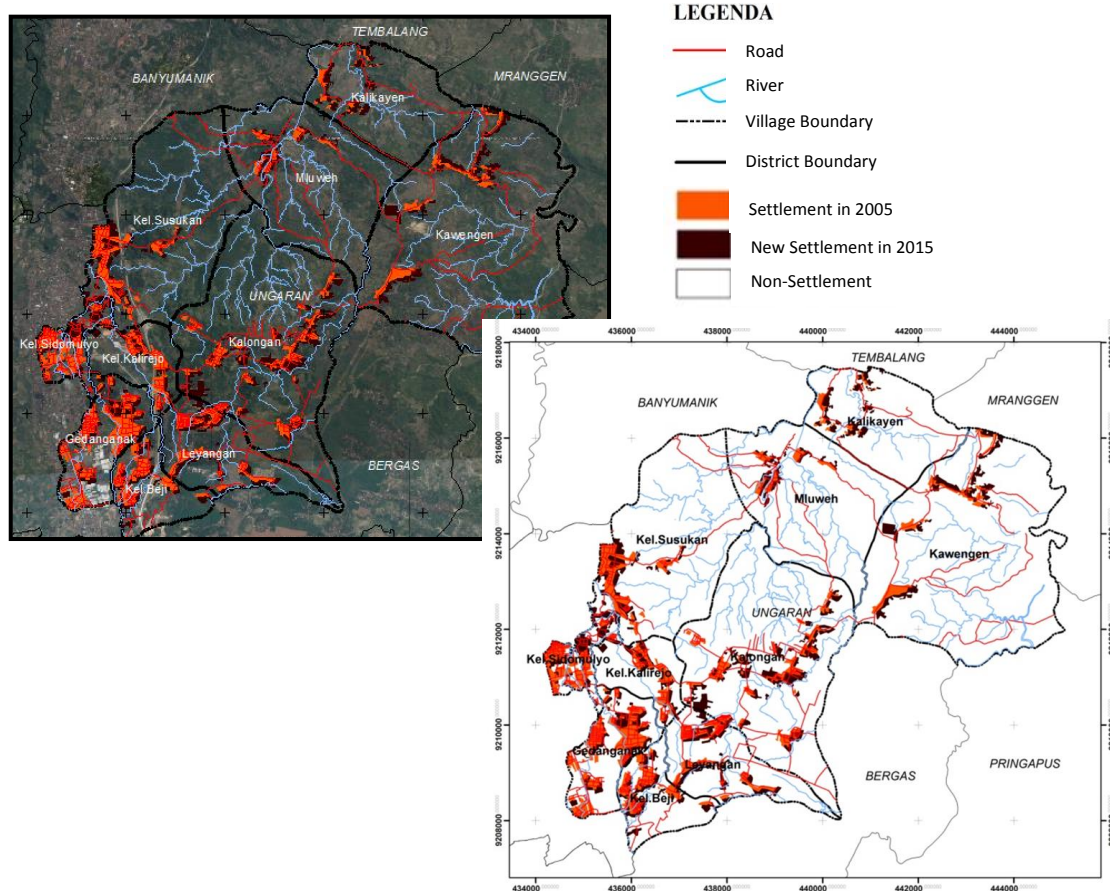 LEGENDA
Road
River
Village Boundary
District Boundary
Settlement in 2005
New Settlement in 2015
Non-Settlement
TEMBALANG
BANYUMANIK
MRANGGEN
Kalikayen
Mluweh
Kel.Susukan
Kawengen
UNGARAN
Kel.Sidomulyo
Kel.Kalirejo
Kalongan
Gedanganak
Leyangan
Kel.Beji
BERGAS
434000 436000 438000 440000 442000 444000
9218000
TEMBALANG
BANYUMANIK
MRANGGEN
Kalikayen
9216000
Mluweh
9214000
Kel.Susukan
Kawengen
UNGARAN
9212000
Kel.Sidomulyo
Kel.Kalirejo
Kalongan
9210000
Gedanganak
Leyangan
BERGAS
PRINGAPUS
Kel.Beji
9208000
434000 436000 438000 440000 442000 444000